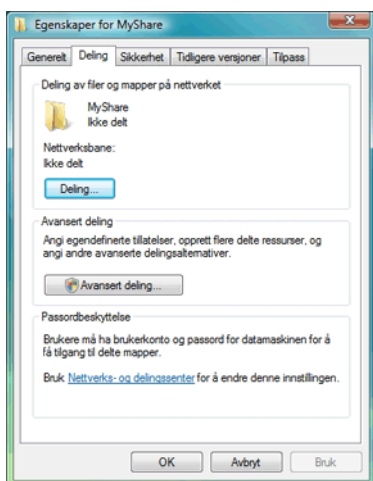 Egenskaper for MyShare
Generelt Deling Sikkerhet Tidligere versjoner Tilpass
Deling av filer og mapper på nettverket
MyShare
Ikke delt
Nettverksbane:
Ikke delt
Deling...
Avansert deling
Angi egendefinerte tillatelser, opprett flere delte ressurser, og
angi andre avanserte delingsalternativer.
Avansert deling...
Passordbeskyttelse
Brukere må ha brukerkonto og passord for datamaskinen for å
få tilgang til delte mapper.
Bruk Nettverks- og delingssenter for å endre denne innstillingen.
OK Avbryt Bruk